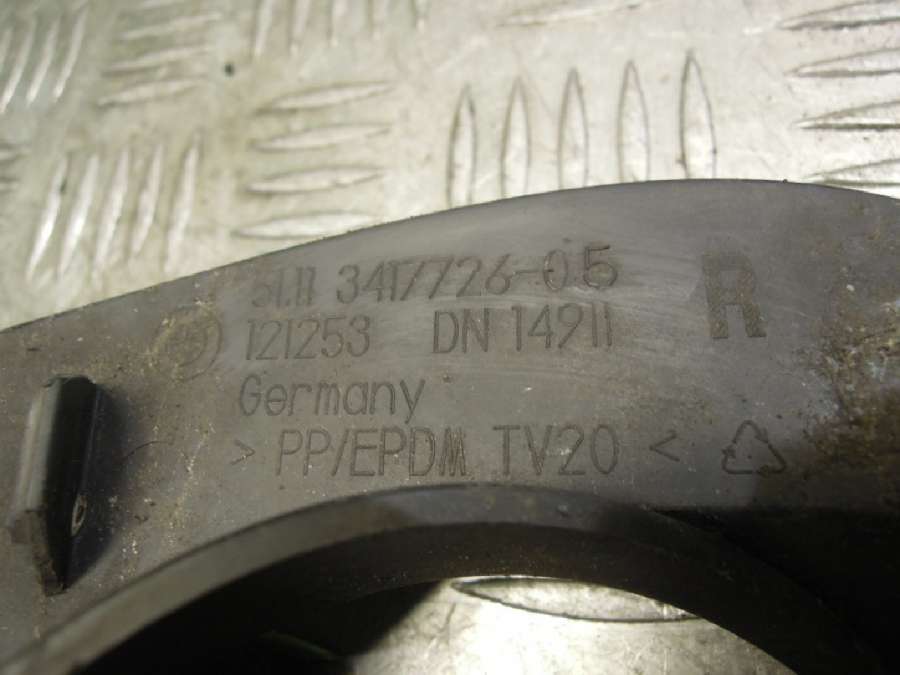 51.11 3417726-05
R
121253 DN 14911
Germany
> PP/EPDM TV20 <